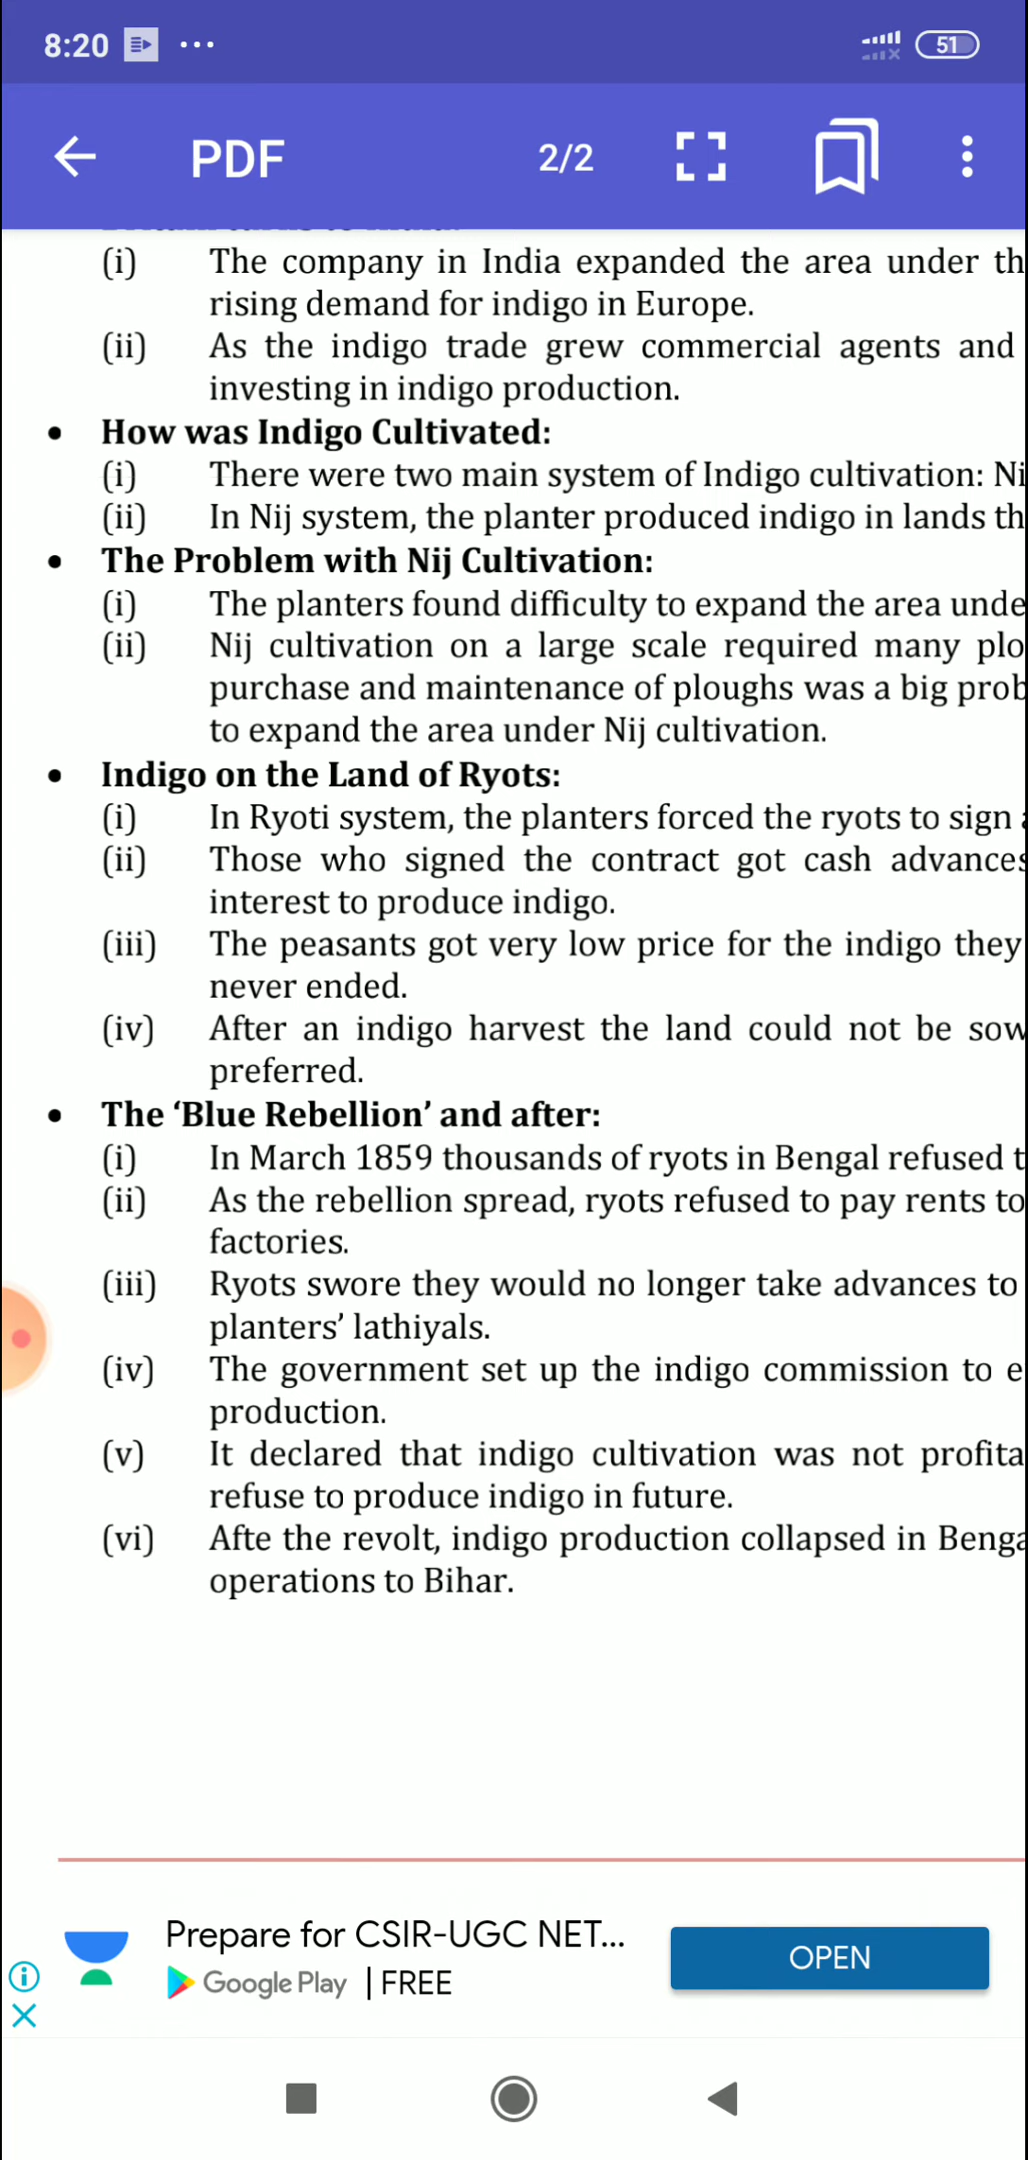 8:20
51
PDF 2/2
(i) The company in India expanded the area under th
rising demand for indigo in Europe.
(ii) As the indigo trade grew commercial agents and
investing in indigo production.
• How was Indigo Cultivated:
(i) There were two main system of Indigo cultivation: Ni
(ii) In Nij system, the planter produced indigo in lands th
• The Problem with Nij Cultivation:
(i) The planters found difficulty to expand the area unde
(ii) Nij cultivation on a large scale required many plo
purchase and maintenance of ploughs was a big prob
to expand the area under Nij cultivation.
• Indigo on the Land of Ryots:
(i) In Ryoti system, the planters forced the ryots to sign a
(ii) Those who signed the contract got cash advances
interest to produce indigo.
(iii) The peasants got very low price for the indigo they
never ended.
(iv) After an indigo harvest the land could not be sow
preferred.
• The ‘Blue Rebellion’ and after:
(i) In March 1859 thousands of ryots in Bengal refused t
(ii) As the rebellion spread, ryots refused to pay rents to
factories.
(iii) Ryots swore they would no longer take advances to
planters’ lathiyals.
(iv) The government set up the indigo commission to e
production.
(v) It declared that indigo cultivation was not profita
refuse to produce indigo in future.
(vi) Afte the revolt, indigo production collapsed in Benga
operations to Bihar.
Prepare for CSIR-UGC NET...
Google Play | FREE
OPEN